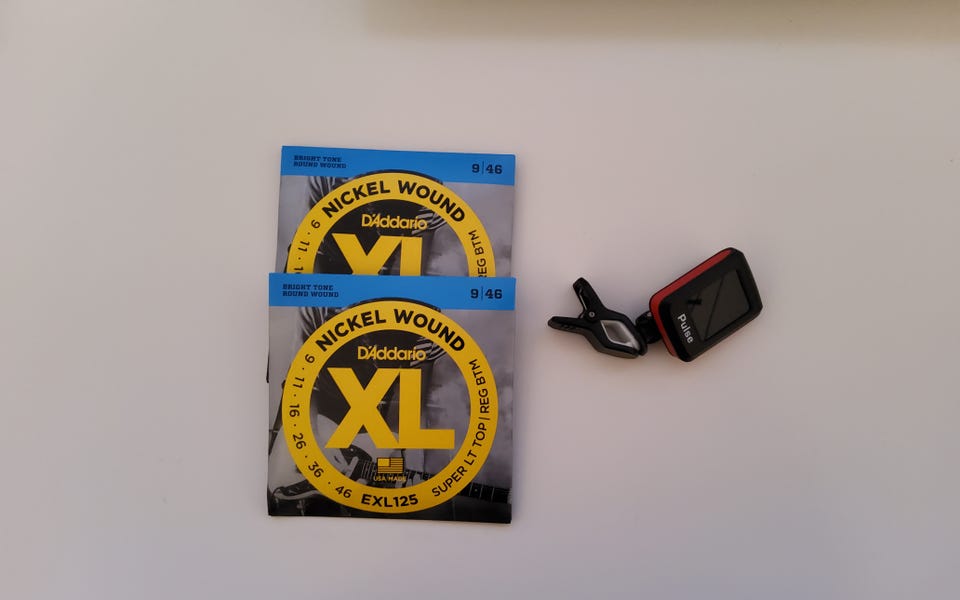 BRIGHT TONE
ROUND WOUND
9|46
NICKEL WOUND
D'Addario
XL
9 · 11 ·
REG BTM
BRIGHT TONE
ROUND WOUND
9|46
NICKEL WOUND
D'Addario
XL
USA MADE
9 · 11 · 16 · 26 · 36 · 46
EXL125
SUPER LT TOP | REG BTM
Pulse